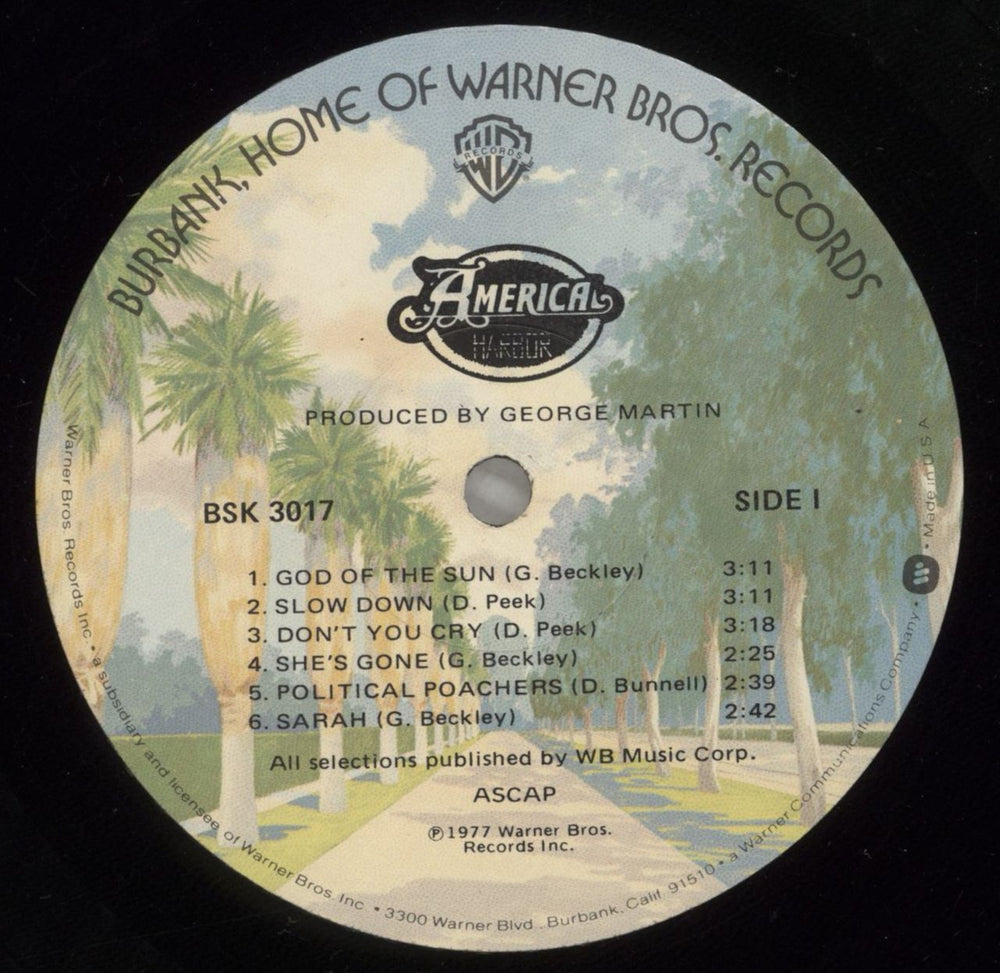 BURBANK, HOME OF WARNER BROS. RECORDS
WB
RECORDS
®
AMERICA
HARBOR
PRODUCED BY GEORGE MARTIN
BSK 3017
SIDE I
1. GOD OF THE SUN (G. Beckley) 3:11
2. SLOW DOWN (D. Peek) 3:11
3. DON'T YOU CRY (D. Peek) 3:18
4. SHE'S GONE (G. Beckley) 2:25
5. POLITICAL POACHERS (D. Bunnell) 2:39
6. SARAH (G. Beckley) 2:42
All selections published by WB Music Corp.
ASCAP
℗1977 Warner Bros.
Records Inc.
Warner Bros. Records Inc. • a subsidiary and licensee of Warner Bros. Inc. • 3300 Warner Blvd., Burbank, Calif. 91510 • a Warner Communications Company • • Made in U S A